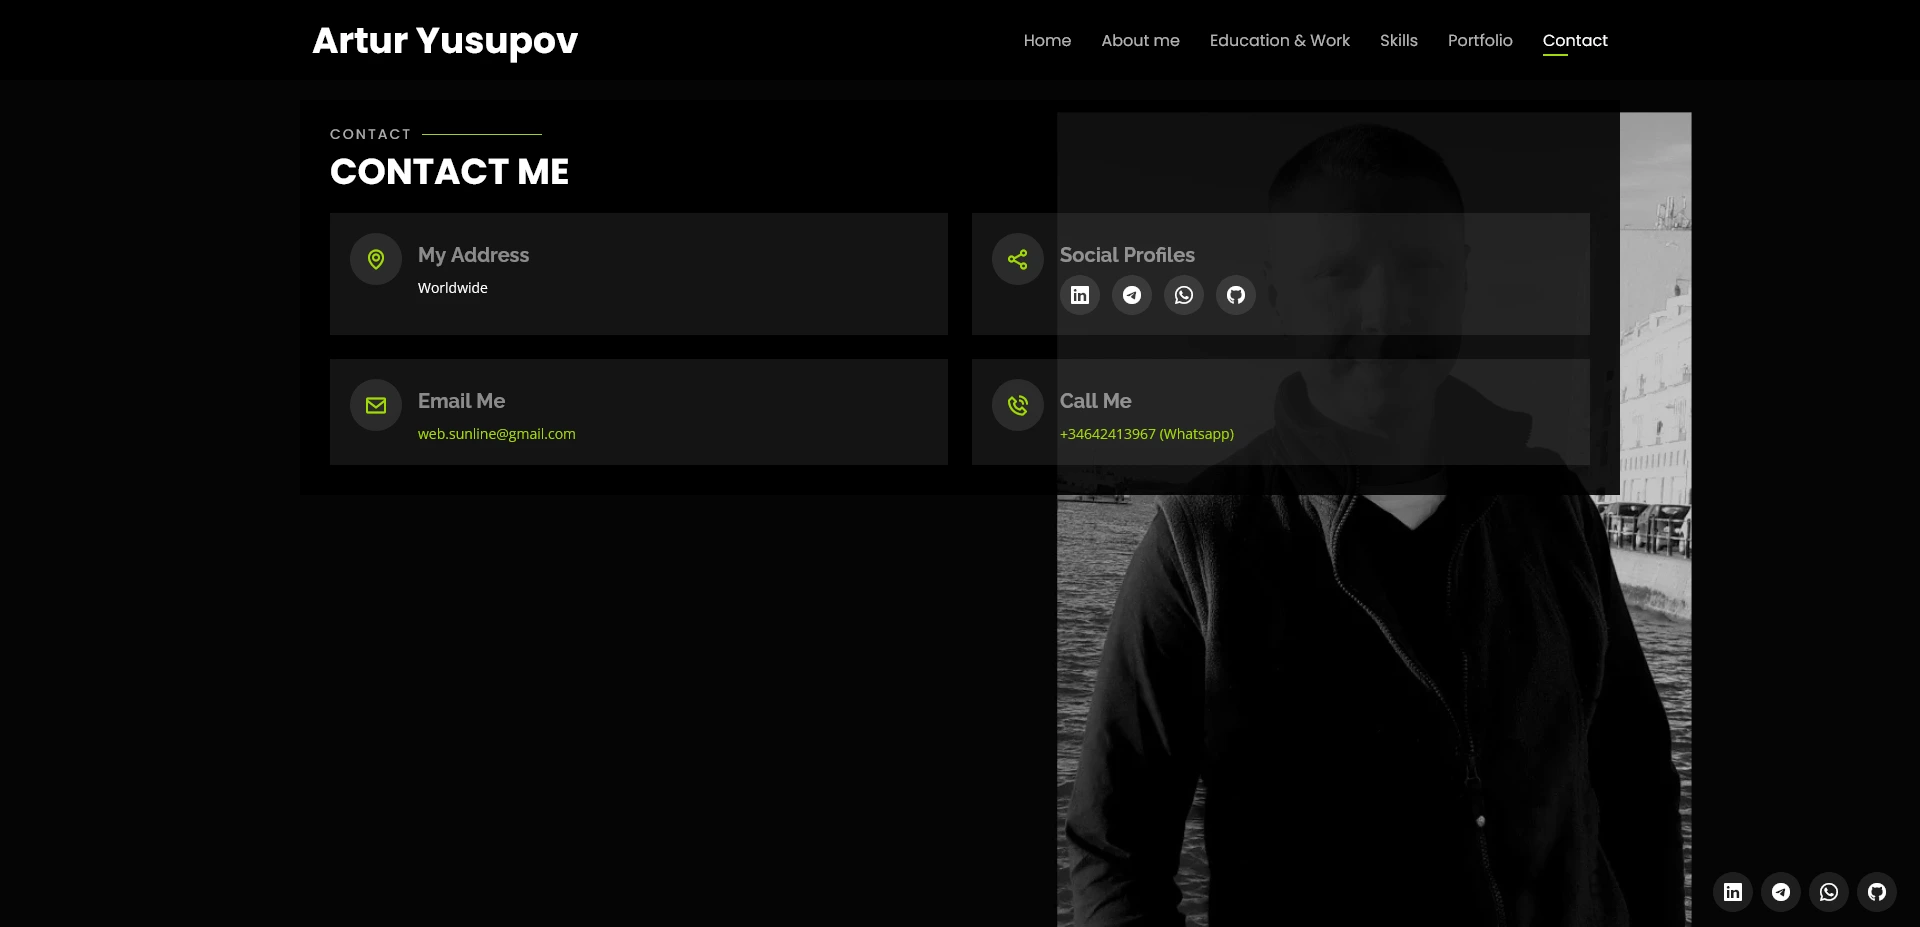 Artur Yusupov
Home About me Education & Work Skills Portfolio Contact
CONTACT
CONTACT ME
My Address
Worldwide
Social Profiles
Email Me
web.sunline@gmail.com
Call Me
+34642413967 (Whatsapp)